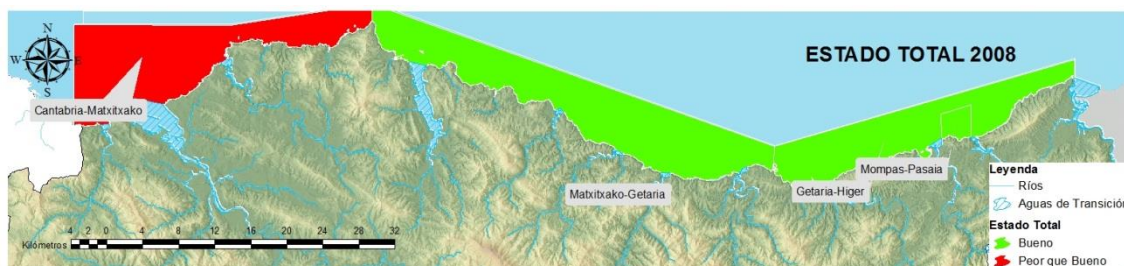 N
W E
S
ESTADO TOTAL 2008
Cantabria-Matxitxako
Matxitxako-Getaria
Getaria-Higer
Mompas-Pasaia
Kilómetros
4 2 0 4 8 12 16 20 24 28 32
Leyenda
Ríos
Aguas de Transición
Estado Total
Bueno
Peor que Bueno